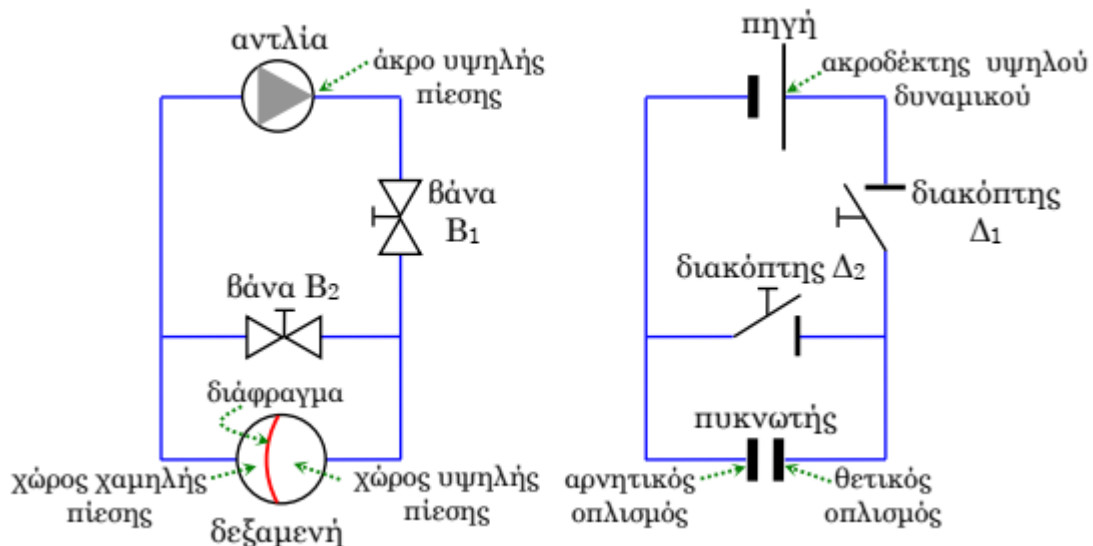 αντλία
άκρο υψηλής
πίεσης
βάνα
Β₁
βάνα Β₂
διάφραγμα
χώρος χαμηλής
πίεσης
χώρος υψηλής
πίεσης
δεξαμενή
πηγή
ακροδέκτης υψηλού
δυναμικού
διακόπτης
Δ₁
διακόπτης Δ₂
πυκνωτής
αρνητικός
οπλισμός
θετικός
οπλισμός